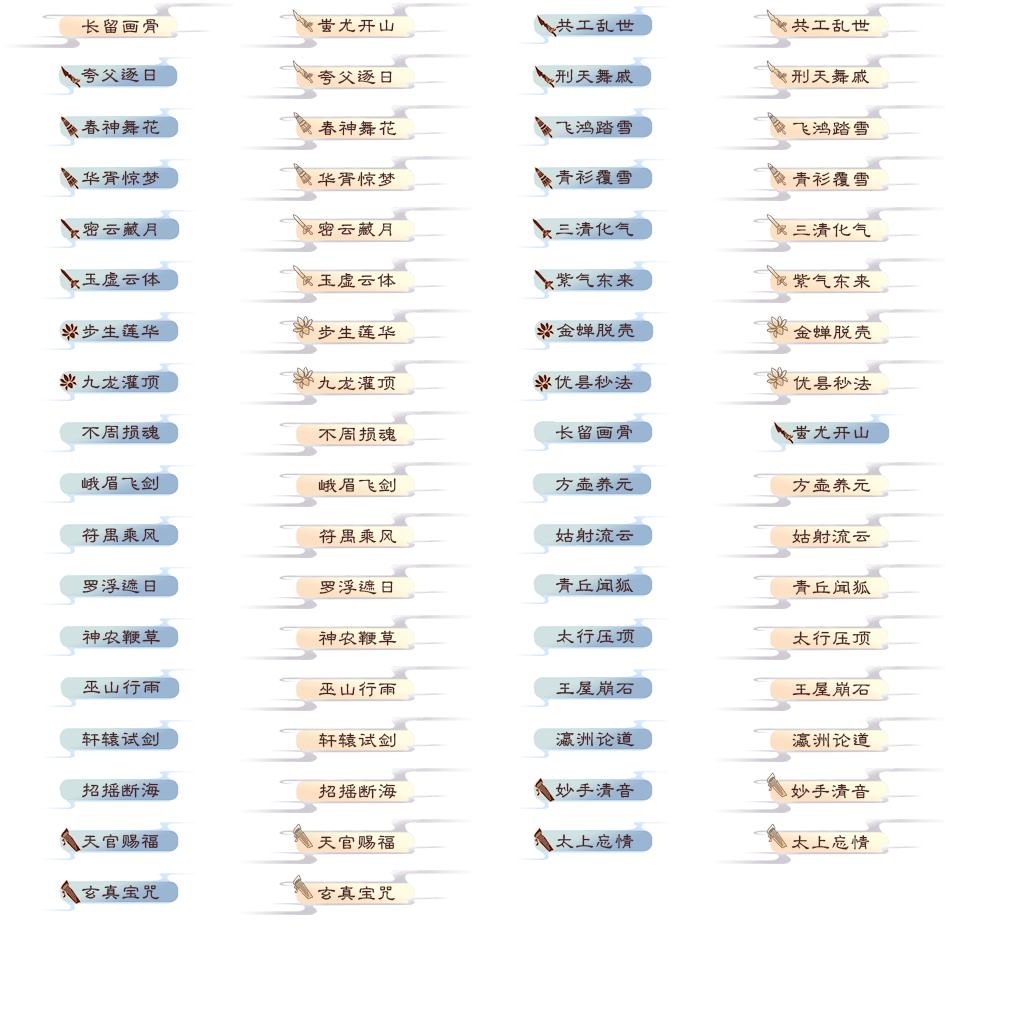 长留画骨 蚩尤开山 共工乱世 共工乱世
夸父逐日 夸父逐日 刑天舞戚 刑天舞戚
春神舞花 春神舞花 飞鸿踏雪 飞鸿踏雪
华胥惊梦 华胥惊梦 青衫覆雪 青衫覆雪
密云藏月 密云藏月 三清化气 三清化气
玉虚云体 玉虚云体 紫气东来 紫气东来
步生莲华 步生莲华 金蝉脱壳 金蝉脱壳
九龙灌顶 九龙灌顶 优昙秒法 优昙秒法
不周损魂 不周损魂 长留画骨 蚩尤开山
峨眉飞剑 峨眉飞剑 方壶养元 方壶养元
符禺乘风 符禺乘风 姑射流云 姑射流云
罗浮遮日 罗浮遮日 青丘闻狐 青丘闻狐
神农鞭草 神农鞭草 太行压顶 太行压顶
巫山行雨 巫山行雨 王屋崩石 王屋崩石
轩辕试剑 轩辕试剑 瀛洲论道 瀛洲论道
招摇断海 招摇断海 妙手清音 妙手清音
天官赐福 天官赐福 太上忘情 太上忘情
玄真宝咒 玄真宝咒